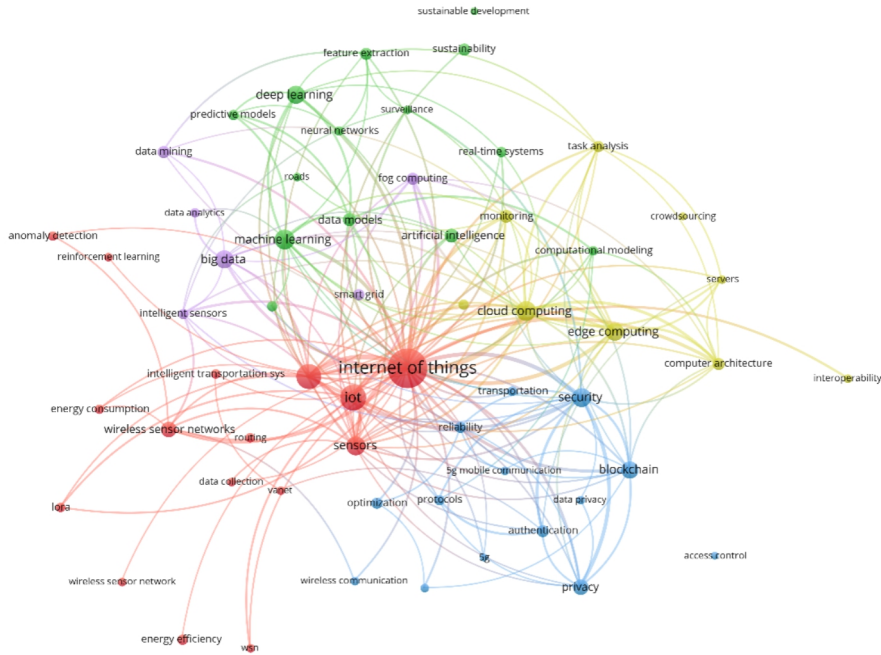 sustainable development
feature extraction
sustainability
deep learning
predictive models
surveillance
neural networks
data mining
real-time systems
task analysis
roads
fog computing
data analytics
data models
monitoring
crowdsourcing
anomaly detection
machine learning
artificial intelligence
reinforcement learning
big data
computational modeling
servers
smart grid
intelligent sensors
cloud computing
edge computing
internet of things
computer architecture
intelligent transportation sys
interoperability
iot
transportation
security
energy consumption
wireless sensor networks
routing
sensors
reliability
5g mobile communication
blockchain
data collection
vanet
lora
optimization
protocols
data privacy
authentication
5g
access control
wireless sensor network
wireless communication
privacy
energy efficiency
wsn